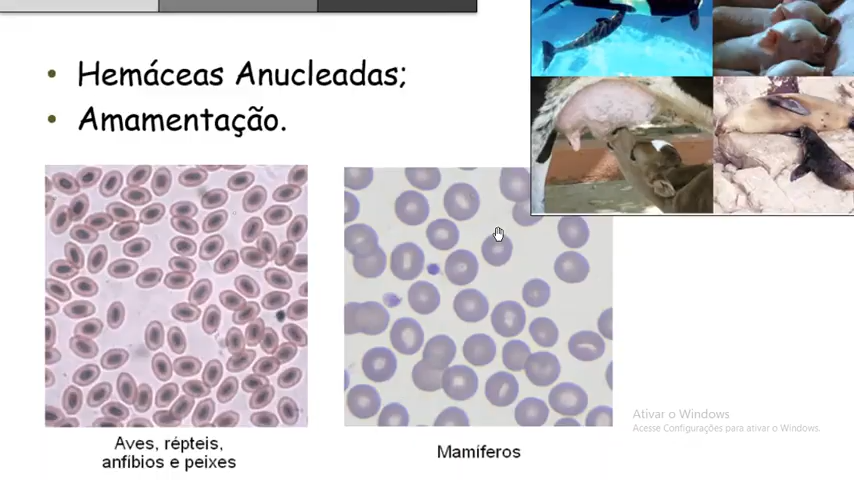 • Hemáceas Anucleadas;
• Amamentação.
Aves, répteis,
anfíbios e peixes
Mamíferos
Ativar o Windows
Acesse Configurações para ativar o Windows.